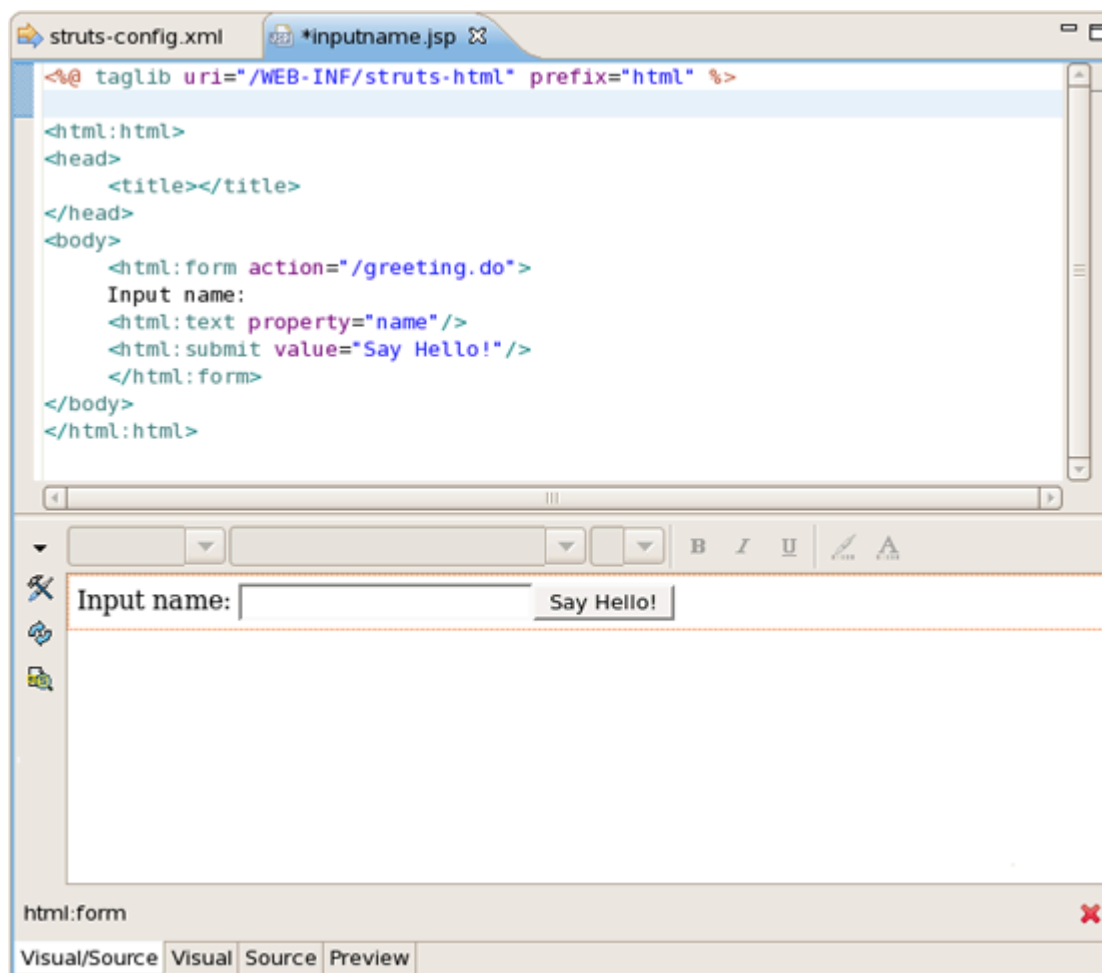 struts-config.xml *inputname.jsp
<%@ taglib uri="/WEB-INF/struts-html" prefix="html" %>
<html:html>
<head>
<title></title>
</head>
<body>
<html:form action="/greeting.do">
Input name:
<html:text property="name"/>
<html:submit value="Say Hello!"/>
</html:form>
</body>
</html:html>
B I U A
Input name: Say Hello!
html:form
Visual/Source Visual Source Preview